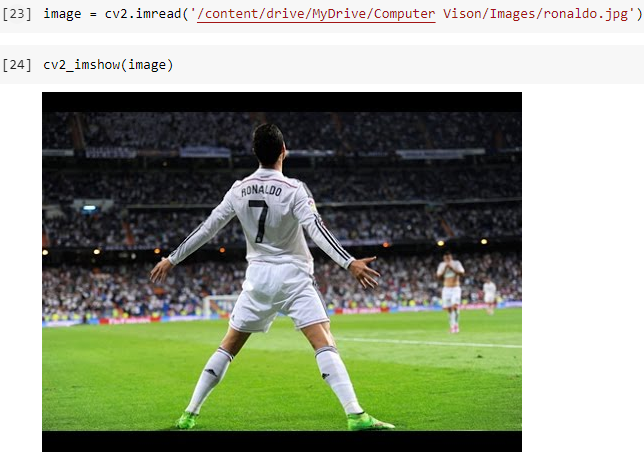 [23] image = cv2.imread('/content/drive/MyDrive/Computer Vison/Images/ronaldo.jpg')
[24] cv2_imshow(image)
RONALDO
7